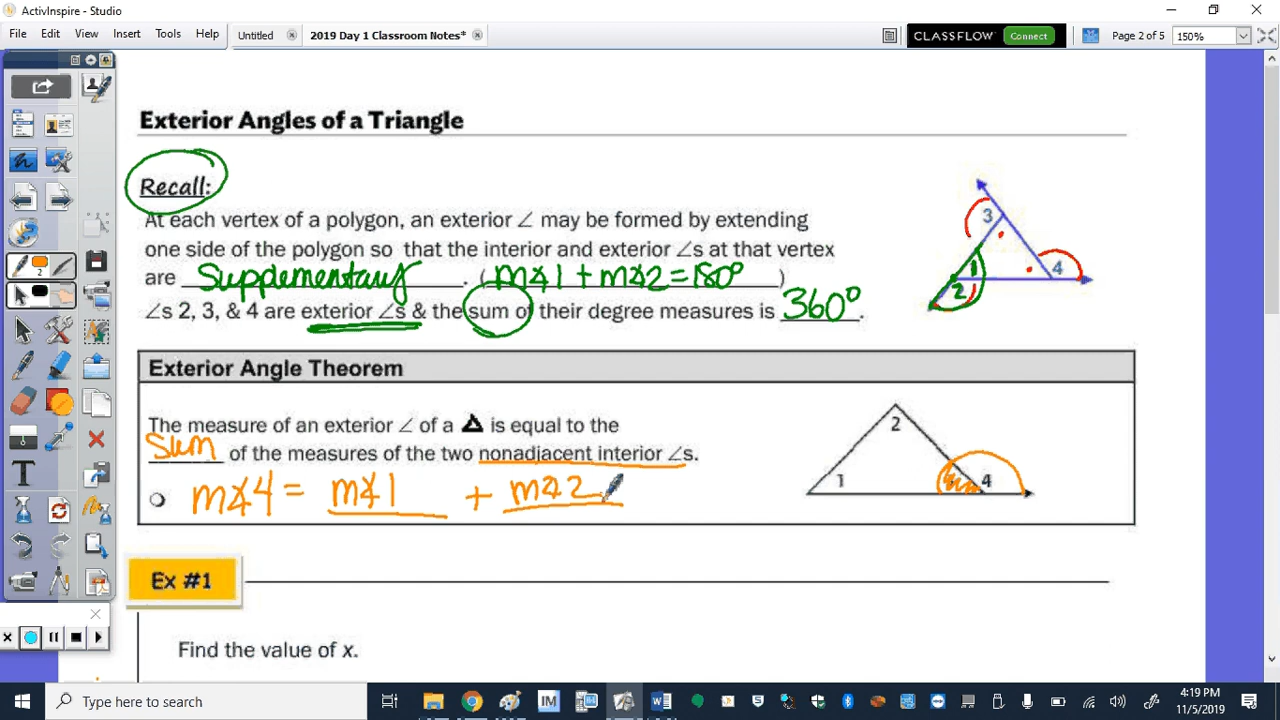 ActivInspire - Studio
File Edit View Insert Tools Help Untitled 2019 Day 1 Classroom Notes* CLASSFLOW Connect Page 2 of 5 150%
Exterior Angles of a Triangle
Recall:
At each vertex of a polygon, an exterior ∠ may be formed by extending
one side of the polygon so that the interior and exterior ∠s at that vertex
are Supplementary. (m∡1 + m∡2 = 180°)
∠s 2, 3, & 4 are exterior ∠s & the sum of their degree measures is 360°.
3
1
4
2
Exterior Angle Theorem
The measure of an exterior ∠ of a Δ is equal to the
Sum of the measures of the two nonadjacent interior ∠s.
m∡4 = m∡1 + m∡2
2
1
4
Ex #1
Find the value of x.
Type here to search
4:19 PM
11/5/2019